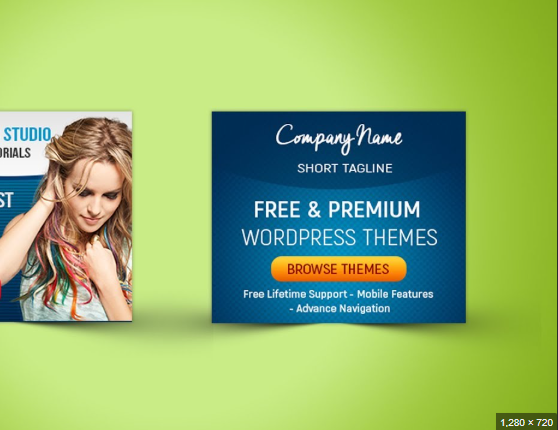 STUDIO
ORIALS
ST
Company Name
SHORT TAGLINE
FREE & PREMIUM
WORDPRESS THEMES
BROWSE THEMES
Free Lifetime Support - Mobile Features
- Advance Navigation
1,280 × 720